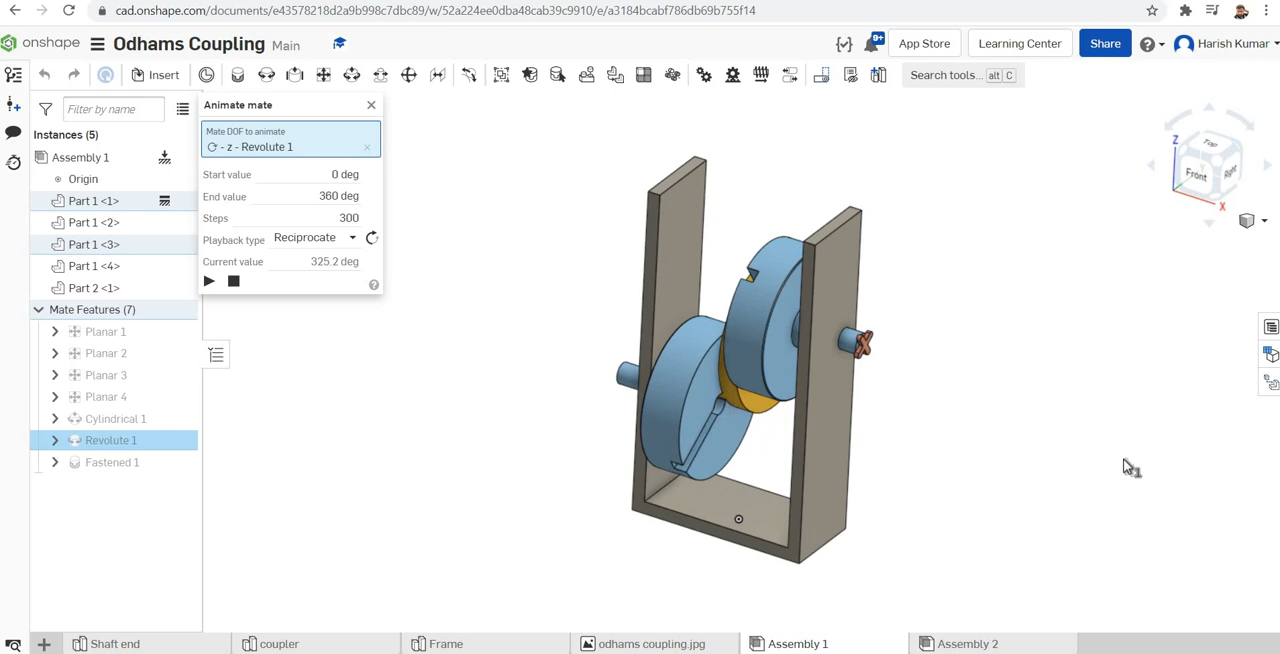 cad.onshape.com/documents/e43578218d2a9b998c7dbc89/w/52a224ee0dba48cab39c9910/e/a3184bcabf786db69b755f14
onshape Odhams Coupling Main 9+ App Store Learning Center Share Harish Kumar
Insert Search tools... alt C
Filter by name
Instances (5)
Assembly 1
Origin
Part 1 <1>
Part 1 <2>
Part 1 <3>
Part 1 <4>
Part 2 <1>
Mate Features (7)
Planar 1
Planar 2
Planar 3
Planar 4
Cylindrical 1
Revolute 1
Fastened 1
Animate mate
Mate DOF to animate
- z - Revolute 1
Start value 0 deg
End value 360 deg
Steps 300
Playback type Reciprocate
Current value 325.2 deg
Z
Top
Front
Right
X
Shaft end coupler Frame odhams coupling.jpg Assembly 1 Assembly 2